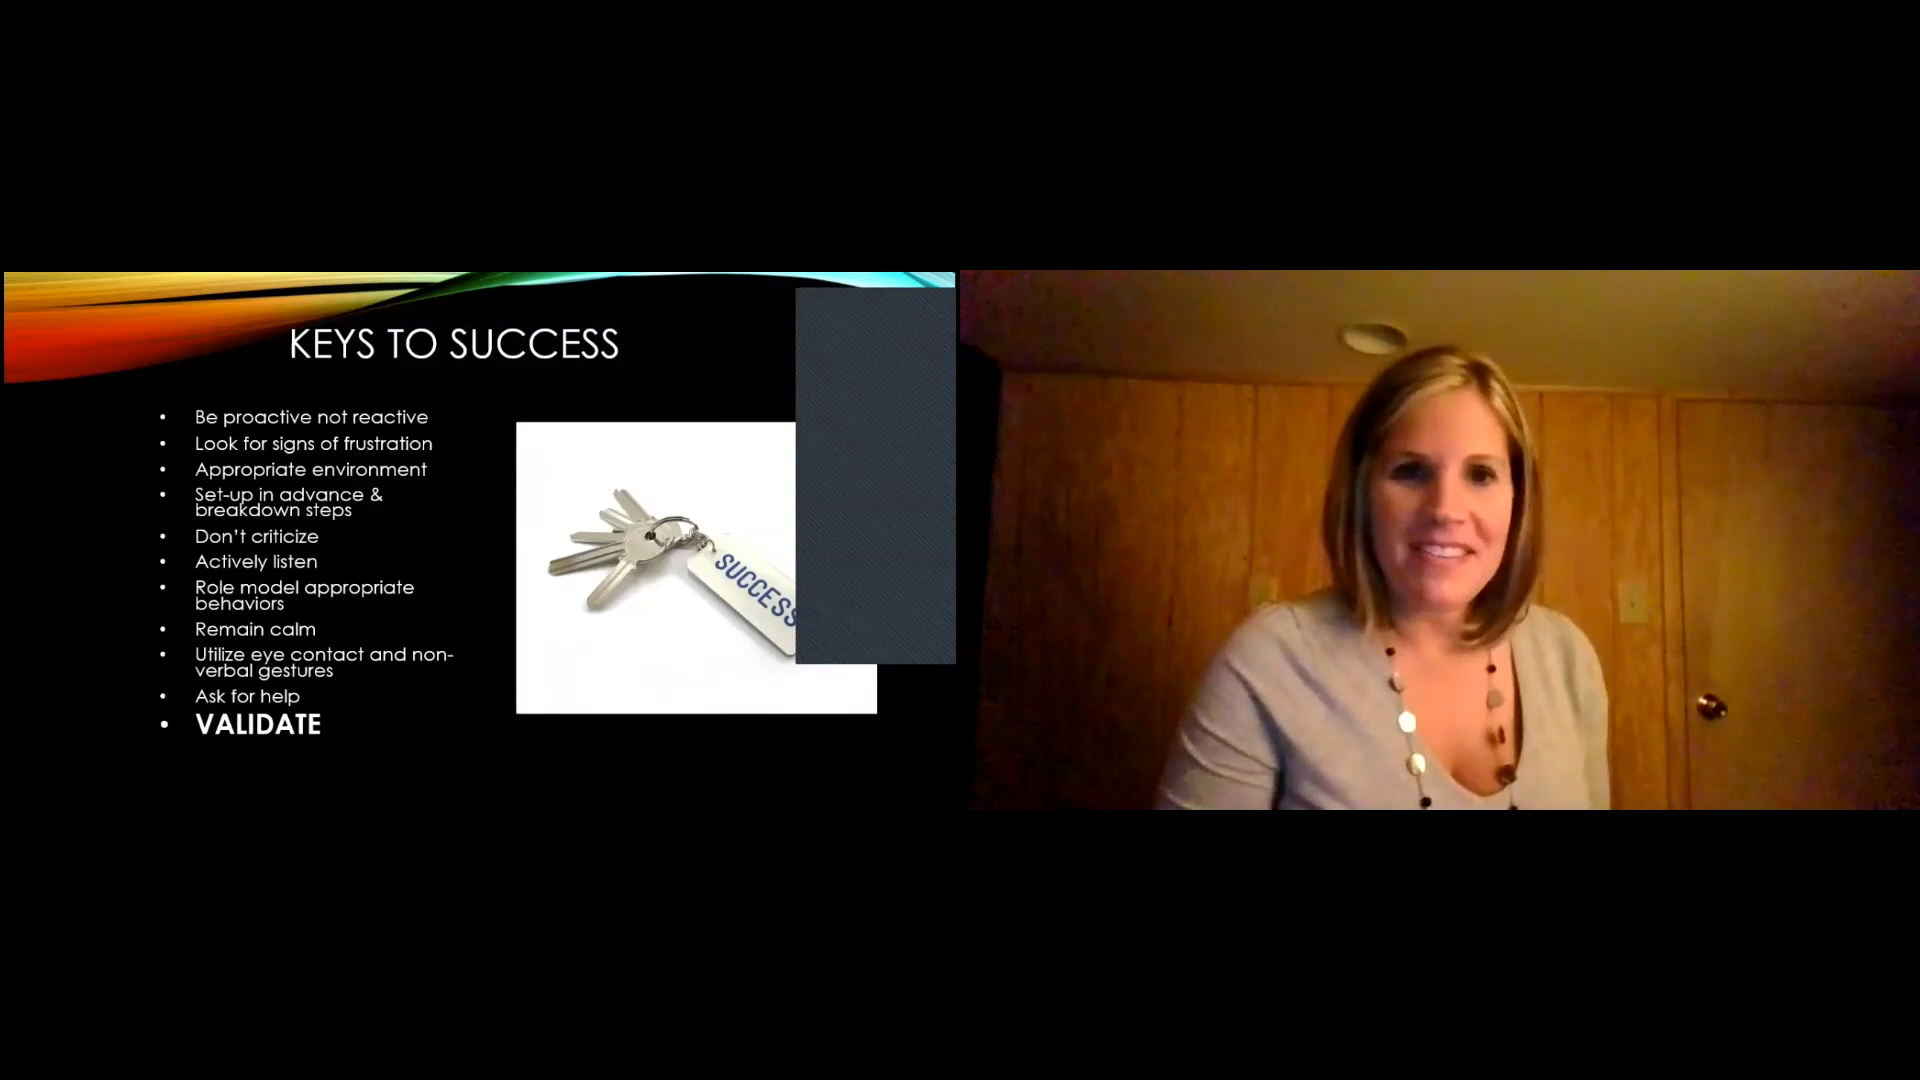 KEYS TO SUCCESS
• Be proactive not reactive
• Look for signs of frustration
• Appropriate environment
• Set-up in advance &
breakdown steps
• Don't criticize
• Actively listen
• Role model appropriate
behaviors
• Remain calm
• Utilize eye contact and non-
verbal gestures
• Ask for help
• VALIDATE
SUCCESS